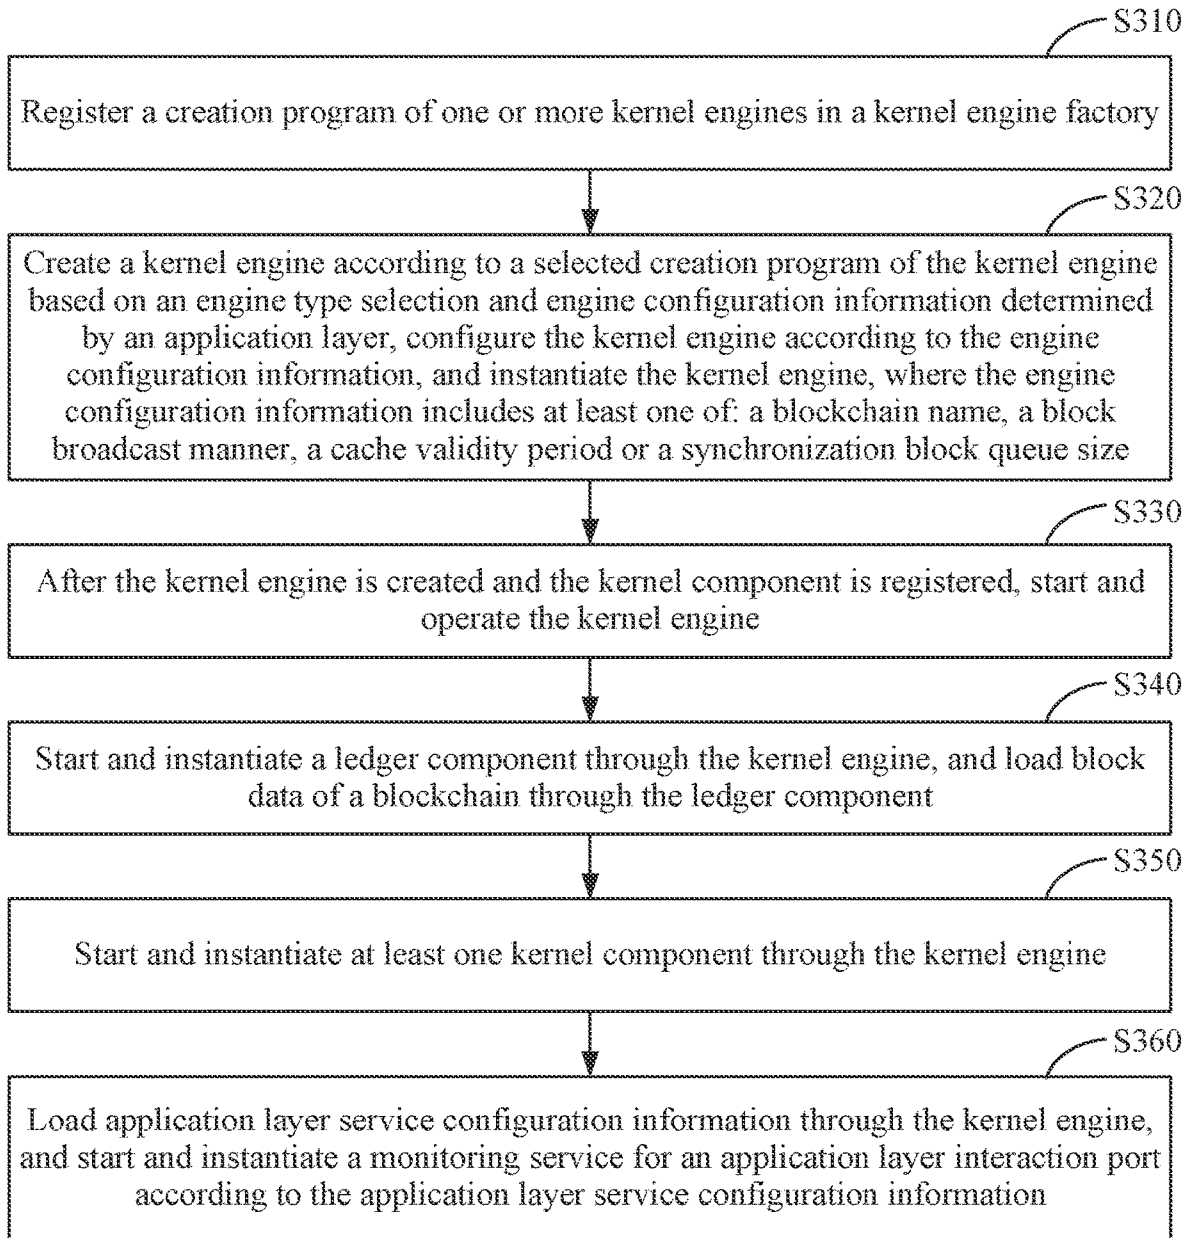 S310
Register a creation program of one or more kernel engines in a kernel engine factory
S320
Create a kernel engine according to a selected creation program of the kernel engine
based on an engine type selection and engine configuration information determined
by an application layer, configure the kernel engine according to the engine
configuration information, and instantiate the kernel engine, where the engine
configuration information includes at least one of: a blockchain name, a block
broadcast manner, a cache validity period or a synchronization block queue size
S330
After the kernel engine is created and the kernel component is registered, start and
operate the kernel engine
S340
Start and instantiate a ledger component through the kernel engine, and load block
data of a blockchain through the ledger component
S350
Start and instantiate at least one kernel component through the kernel engine
S360
Load application layer service configuration information through the kernel engine,
and start and instantiate a monitoring service for an application layer interaction port
according to the application layer service configuration information